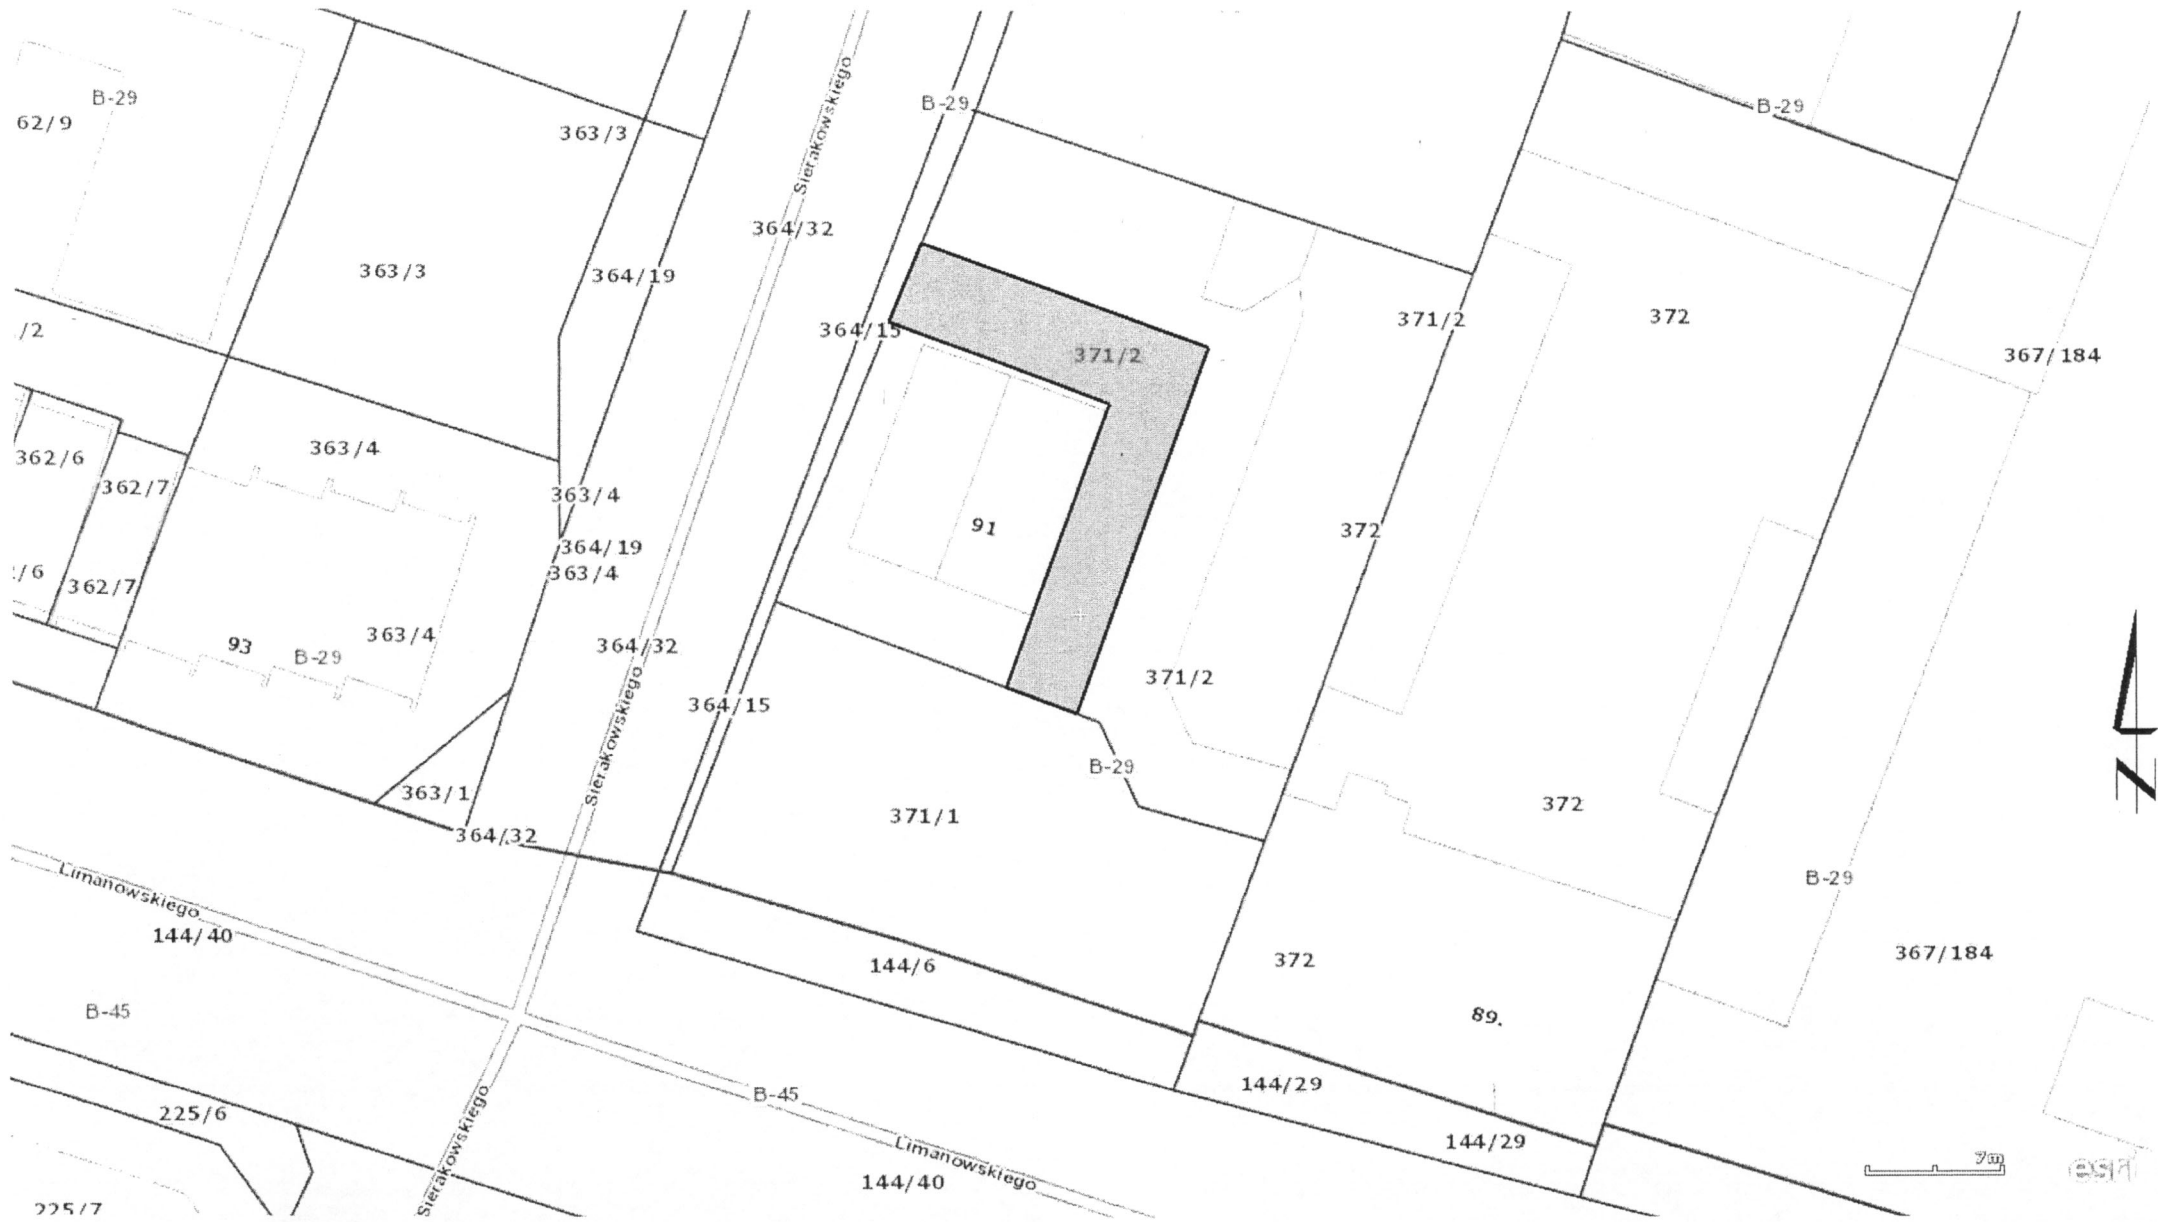 B-29
62/9
363/3
Sierakowskiego
B-29
B-29
364/32
363/3
364/19
364/15
371/2
371/2
372
367/184
/2
363/4
362/6
362/7
363/4
91
372
364/19
363/4
/6
362/7
93
B-29
363/4
364/32
Sierakowskiego
364/15
371/2
B-29
363/1
371/1
372
364/32
B-29
Limanowskiego
144/40
144/6
372
367/184
B-45
89.
B-45
144/29
225/6
Sierakowskiego
Limanowskiego
144/40
144/29
7m
esri
225/7
N